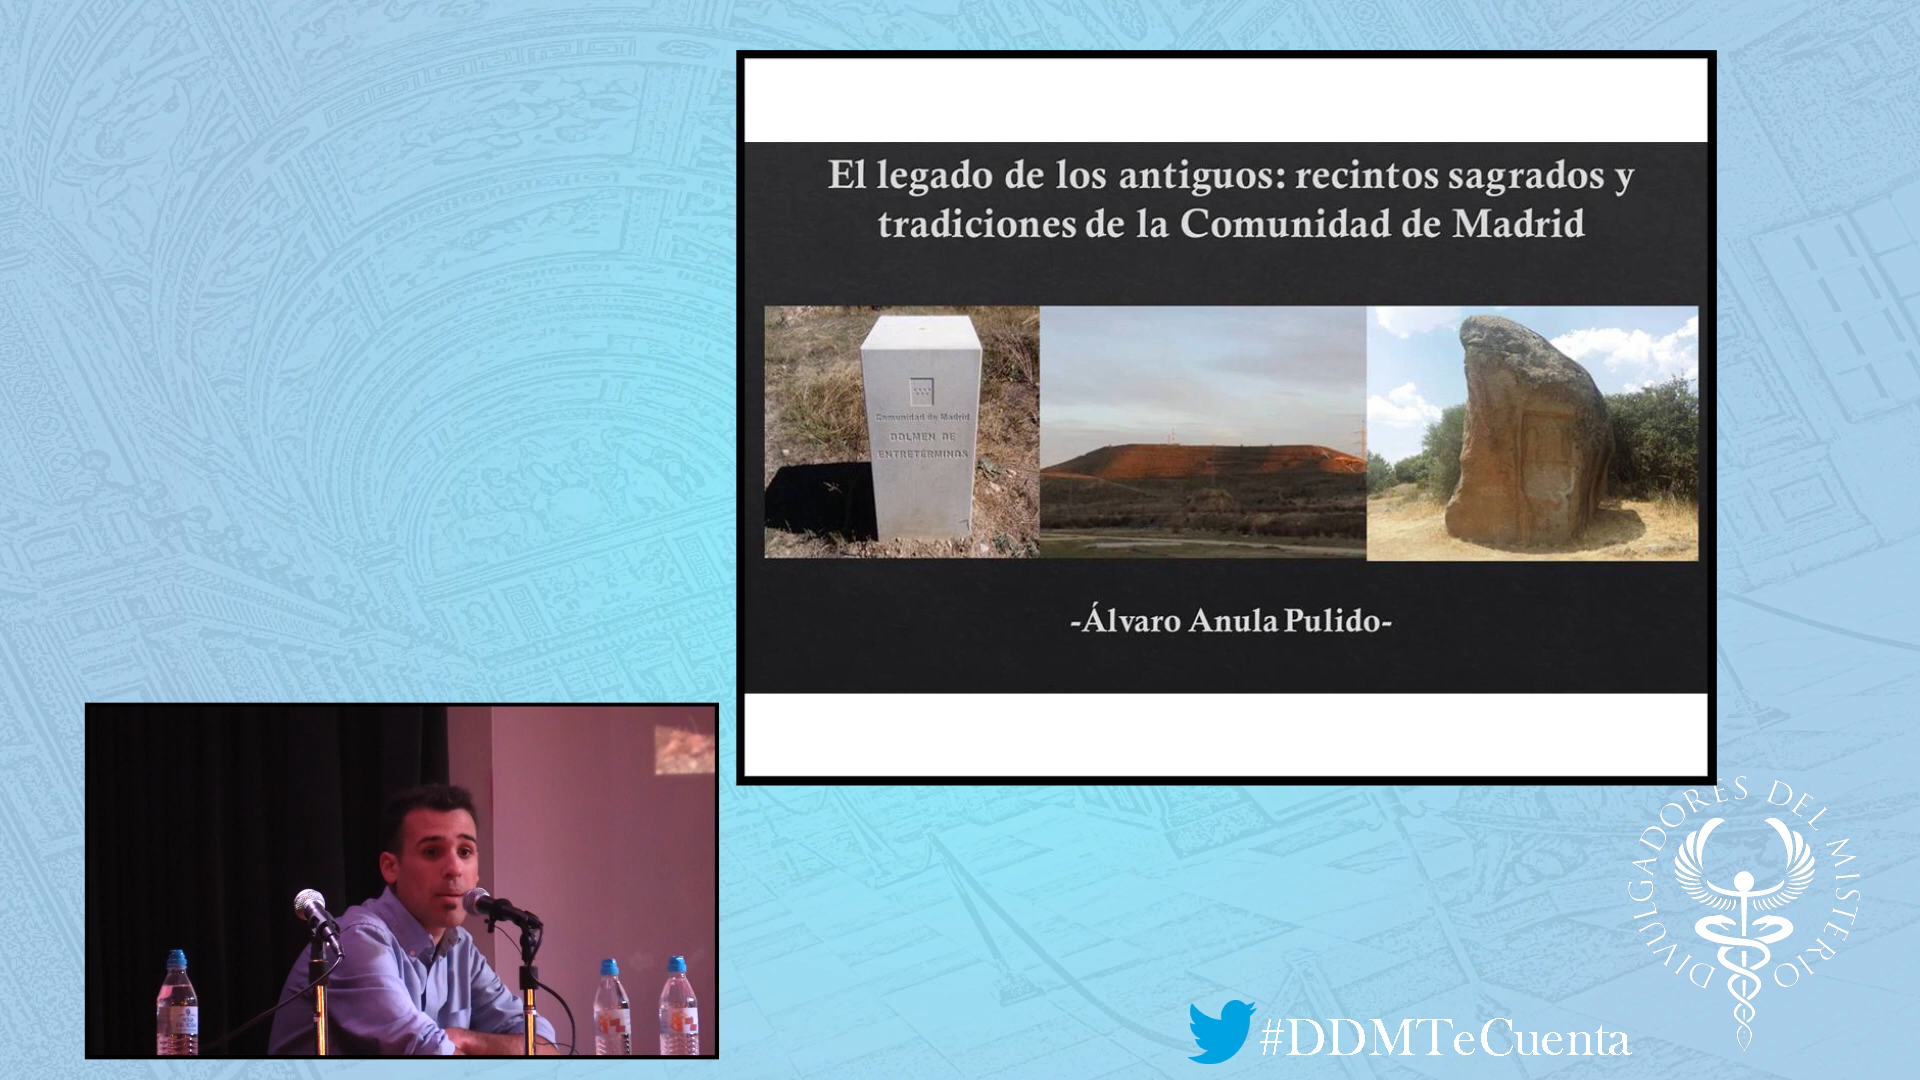 El legado de los antiguos: recintos sagrados y
tradiciones de la Comunidad de Madrid
Comunidad de Madrid
DOLMEN DE
ENTRETERMINOS
-Álvaro Anula Pulido-
DIVULGADORES DEL MISTERIO
#DDMTeCuenta